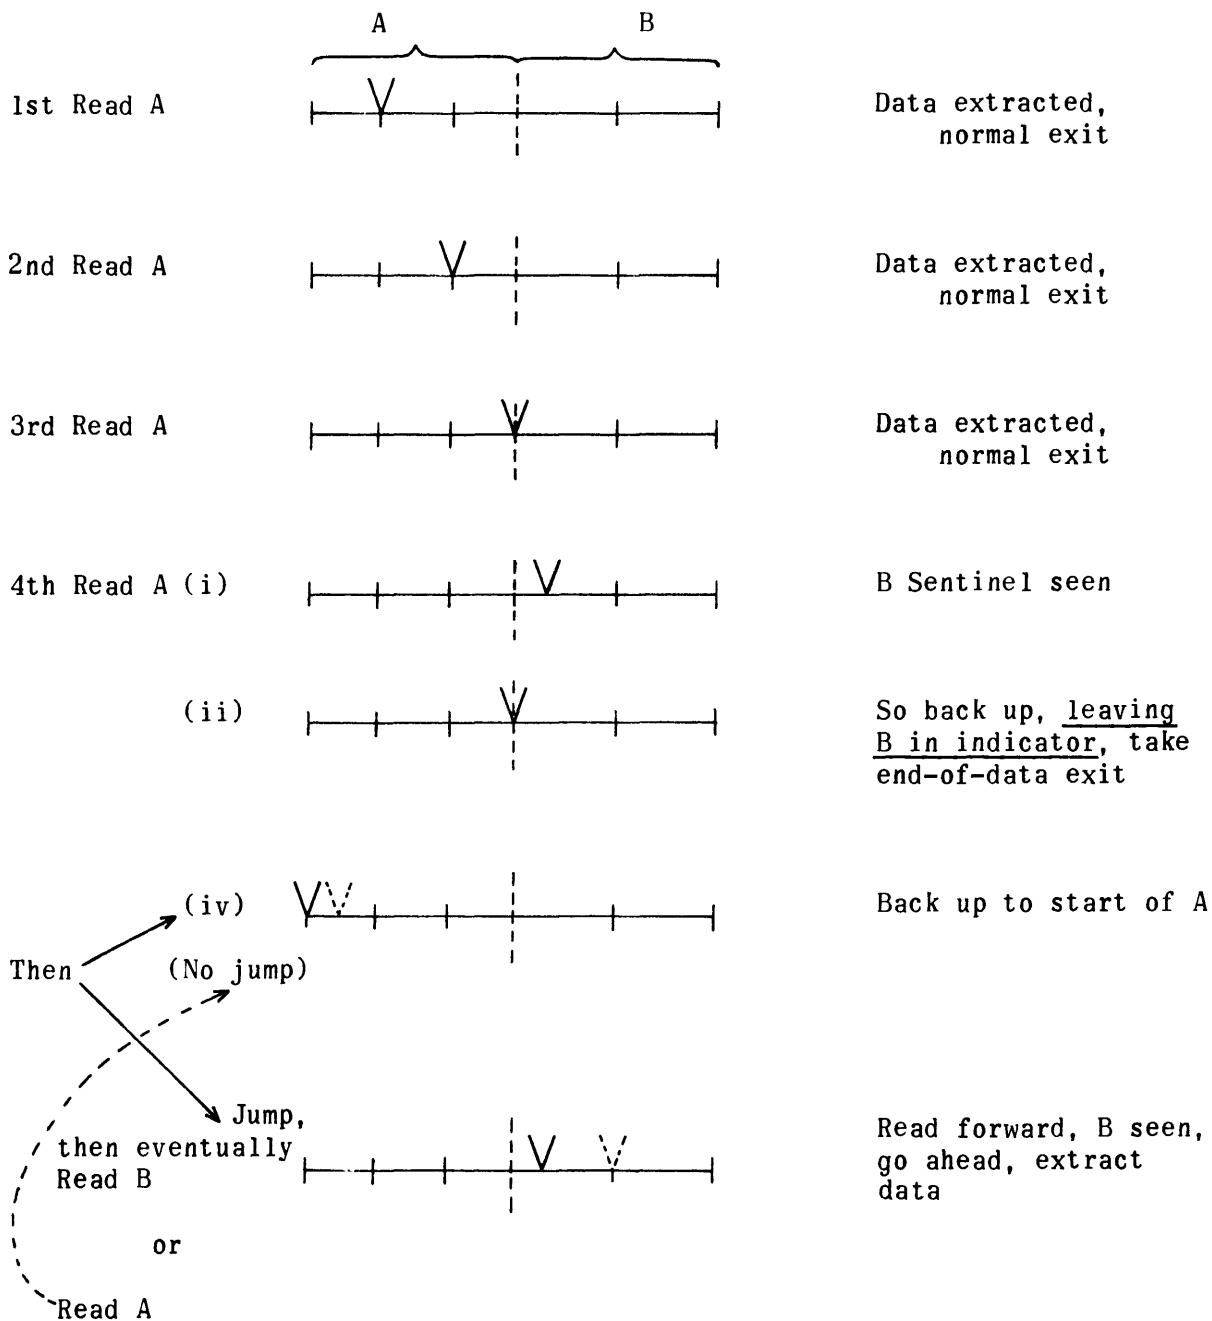 A B
1st Read A
Data extracted,
normal exit
2nd Read A
Data extracted,
normal exit
3rd Read A
Data extracted,
normal exit
4th Read A (i)
B Sentinel seen
(ii)
So back up, leaving
B in indicator, take
end-of-data exit
(iv)
Back up to start of A
Then (No jump)
Jump,
then eventually
Read B
Read forward, B seen,
go ahead, extract
data
or
Read A